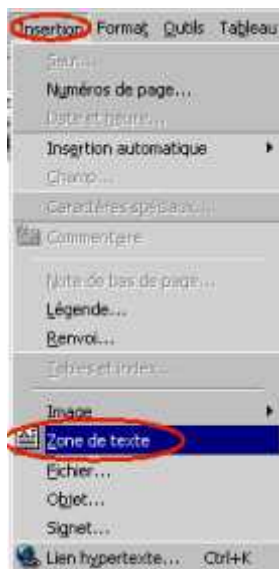 Insertion Format Outils Tableau
Saut...
Numéros de page...
Date et heure...
Insertion automatique
Champ...
Caractères spéciaux...
Commentaire
Note de bas de page...
Légende...
Renvoi...
Tables et index...
Image
Zone de texte
Fichier...
Objet...
Signet...
Lien hypertexte... Ctrl+K